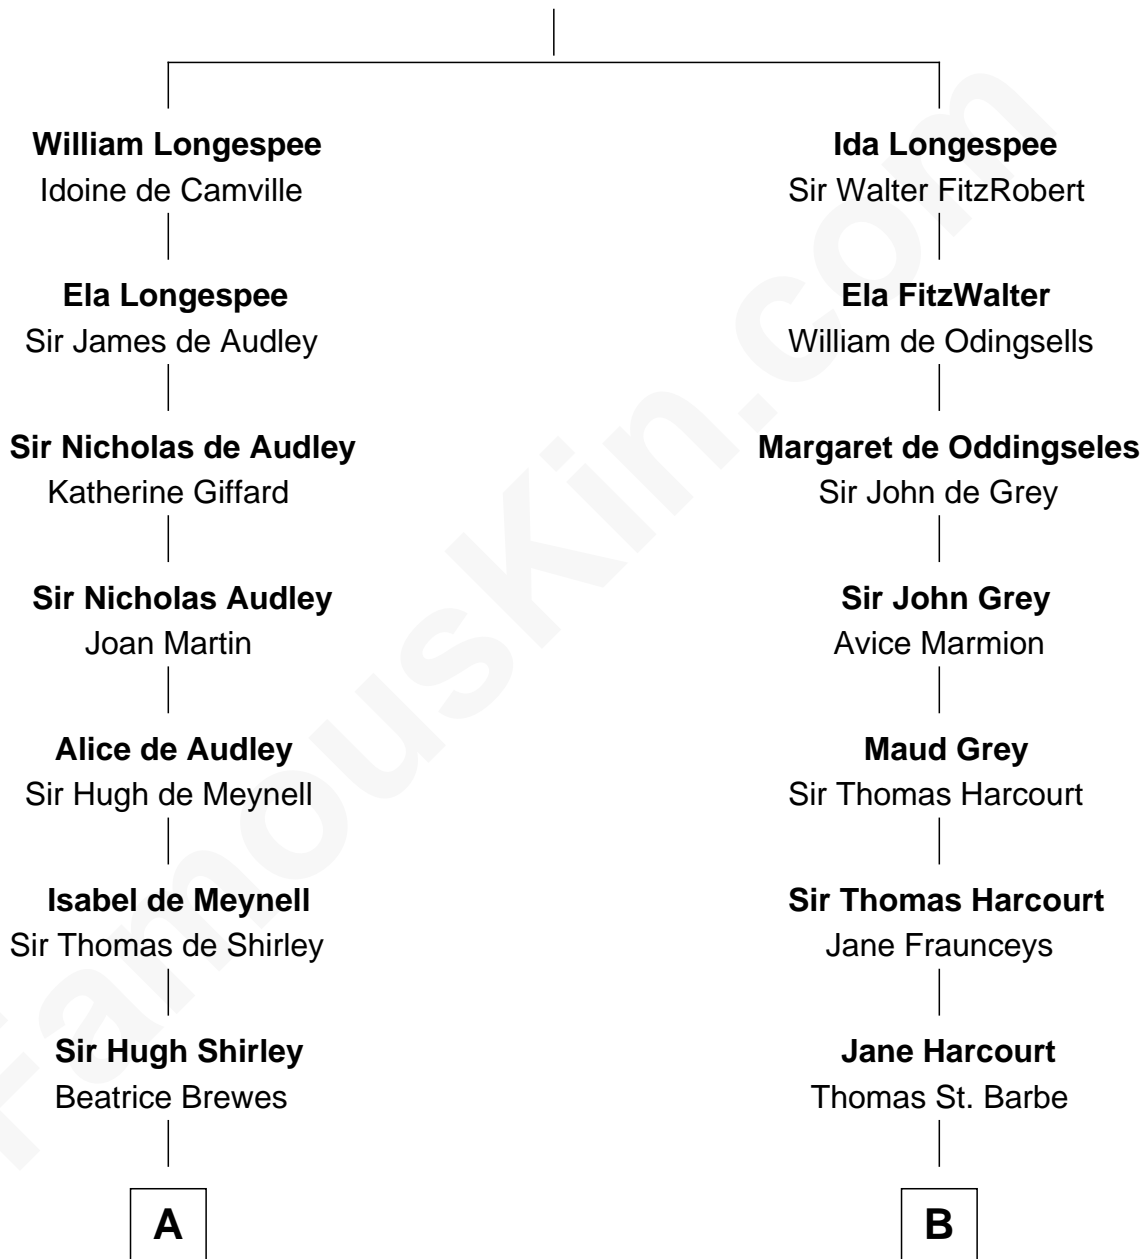 William Longespee
Idoine de Camville
Ela Longespee
Sir James de Audley
Sir Nicholas de Audley
Katherine Giffard
Sir Nicholas Audley
Joan Martin
Alice de Audley
Sir Hugh de Meynell
Isabel de Meynell
Sir Thomas de Shirley
Sir Hugh Shirley
Beatrice Brewes
A
Ida Longespee
Sir Walter FitzRobert
Ela FitzWalter
William de Odingsells
Margaret de Oddingseles
Sir John de Grey
Sir John Grey
Avice Marmion
Maud Grey
Sir Thomas Harcourt
Sir Thomas Harcourt
Jane Fraunceys
Jane Harcourt
Thomas St. Barbe
B
FamousKin.com